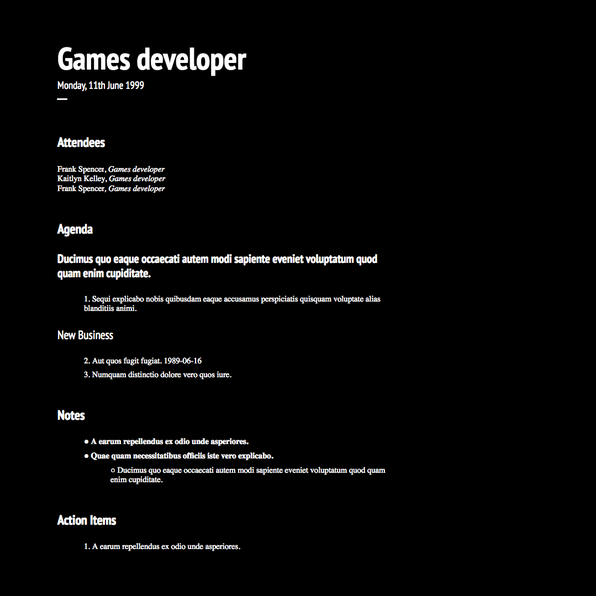 Games developer
Monday, 11th June 1999
Attendees
Frank Spencer, Games developer
Kaitlyn Kelley, Games developer
Frank Spencer, Games developer
Agenda
Ducimus quo eaque occaecati autem modi sapiente eveniet voluptatum quod
quam enim cupiditate.
1. Sequi explicabo nobis quibusdam eaque accusamus perspiciatis quisquam voluptate alias
blanditiis animi.
New Business
2. Aut quos fugit fugiat. 1989-06-16
3. Numquam distinctio dolore vero quos iure.
Notes
● A earum repellendus ex odio unde asperiores.
● Quae quam necessitatibus officiis iste vero explicabo.
○ Ducimus quo eaque occaecati autem modi sapiente eveniet voluptatum quod quam
enim cupiditate.
Action Items
1. A earum repellendus ex odio unde asperiores.